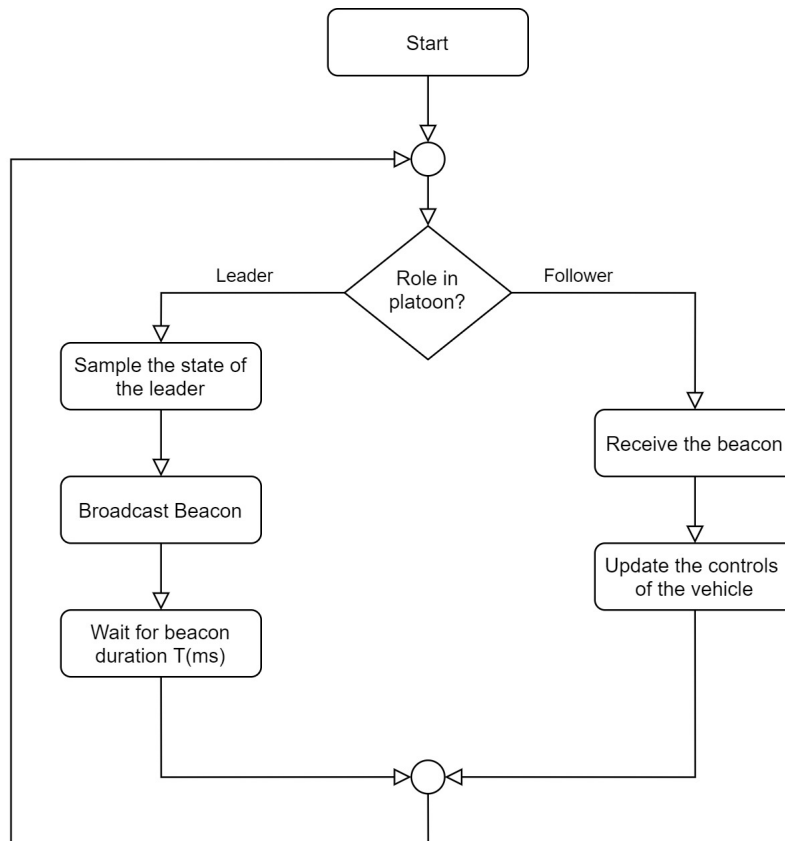 Start
Role in
platoon?
Leader
Follower
Sample the state of
the leader
Broadcast Beacon
Wait for beacon
duration T(ms)
Receive the beacon
Update the controls
of the vehicle